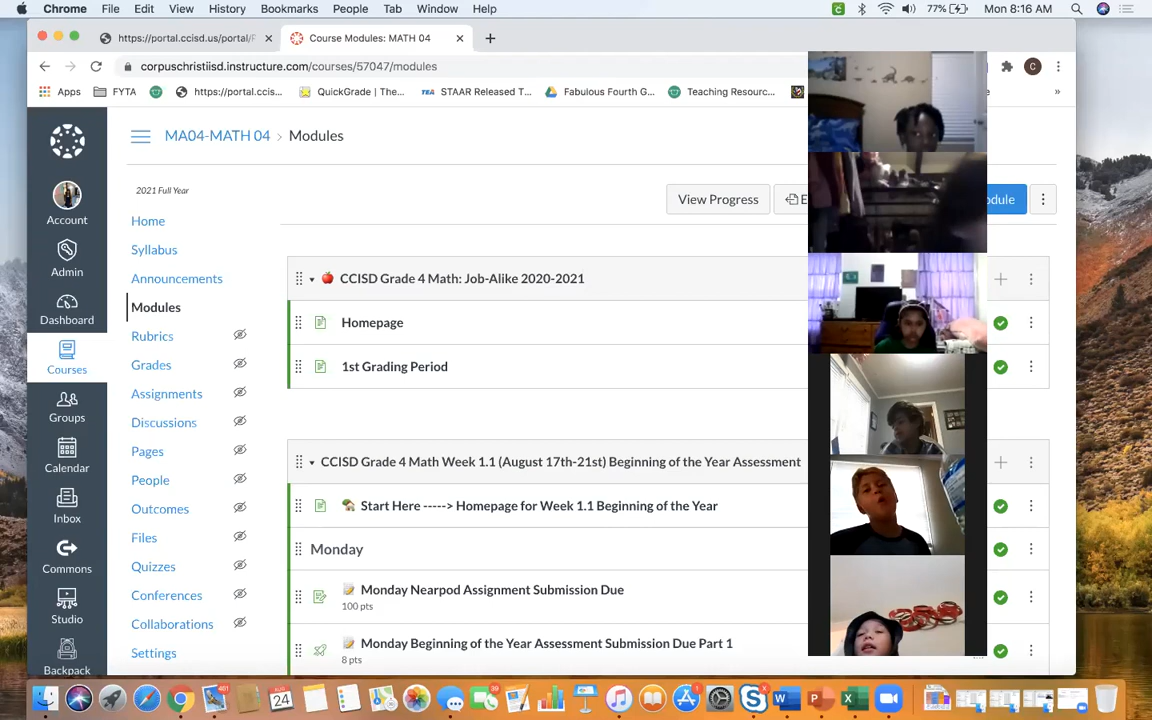 Chrome File Edit View History Bookmarks People Tab Window Help 77% Mon 8:16 AM
https://portal.ccisd.us/portal/ Course Modules: MATH 04
corpuschristiisd.instructure.com/courses/57047/modules C
Apps FYTA https://portal.ccis... QuickGrade | The... TEA STAAR Released T... Fabulous Fourth G... Teaching Resourc... »
MA04-MATH 04 > Modules
2021 Full Year
View Progress
Account
Admin
Dashboard
Courses
Groups
Calendar
Inbox
Commons
Studio
Backpack
Home
Syllabus
Announcements
Modules
Rubrics
Grades
Assignments
Discussions
Pages
People
Outcomes
Files
Quizzes
Conferences
Collaborations
Settings
CCISD Grade 4 Math: Job-Alike 2020-2021
Homepage
1st Grading Period
CCISD Grade 4 Math Week 1.1 (August 17th-21st) Beginning of the Year Assessment
Start Here -----> Homepage for Week 1.1 Beginning of the Year
Monday
Monday Nearpod Assignment Submission Due
100 pts
Monday Beginning of the Year Assessment Submission Due Part 1
8 pts
AUG
24